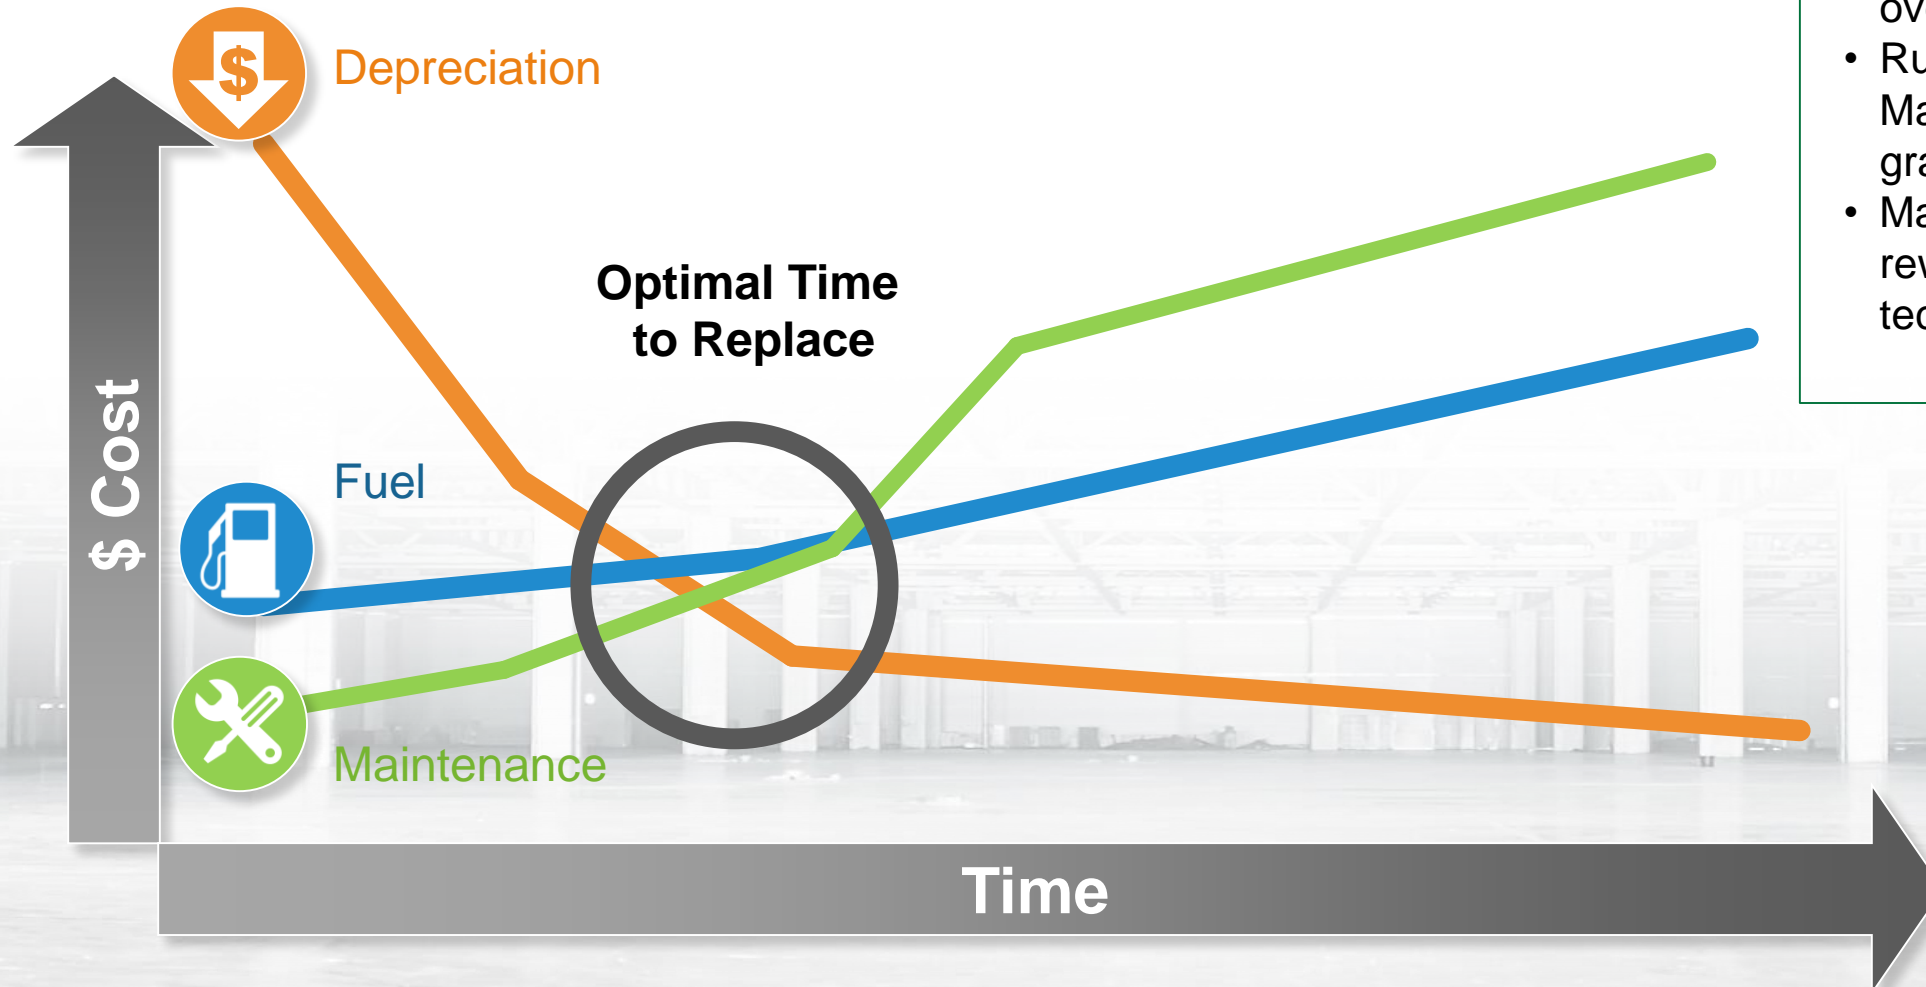 $
Depreciation
Optimal Time
to Replace
$ Cost
Fuel
Maintenance
Time